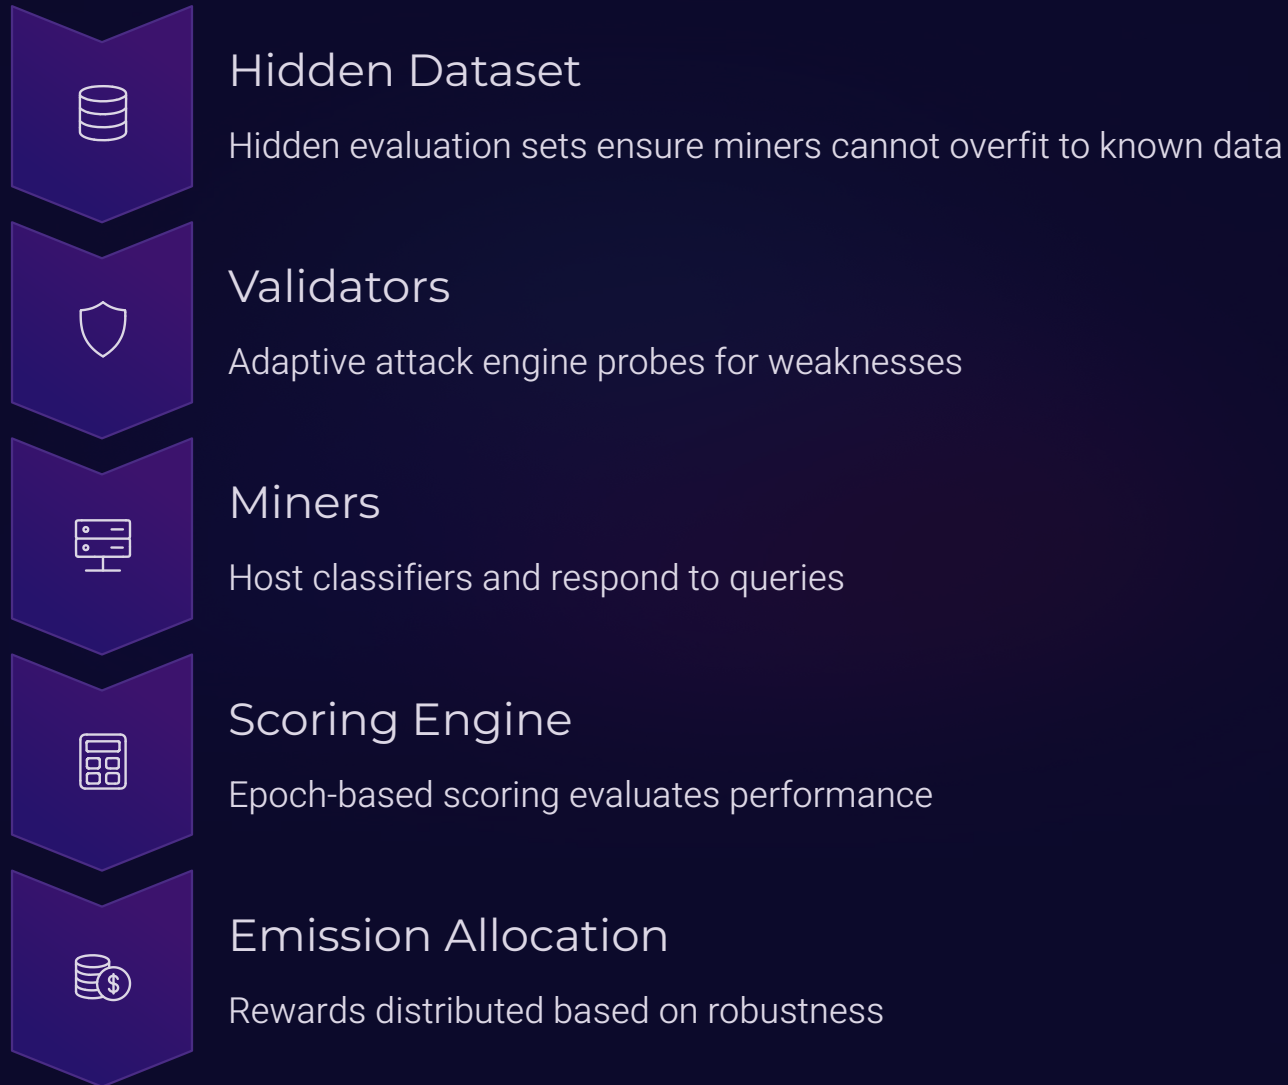 Hidden Dataset
Hidden evaluation sets ensure miners cannot overfit to known data
Validators
Adaptive attack engine probes for weaknesses
Miners
Host classifiers and respond to queries
Scoring Engine
Epoch-based scoring evaluates performance
Emission Allocation
$
Rewards distributed based on robustness